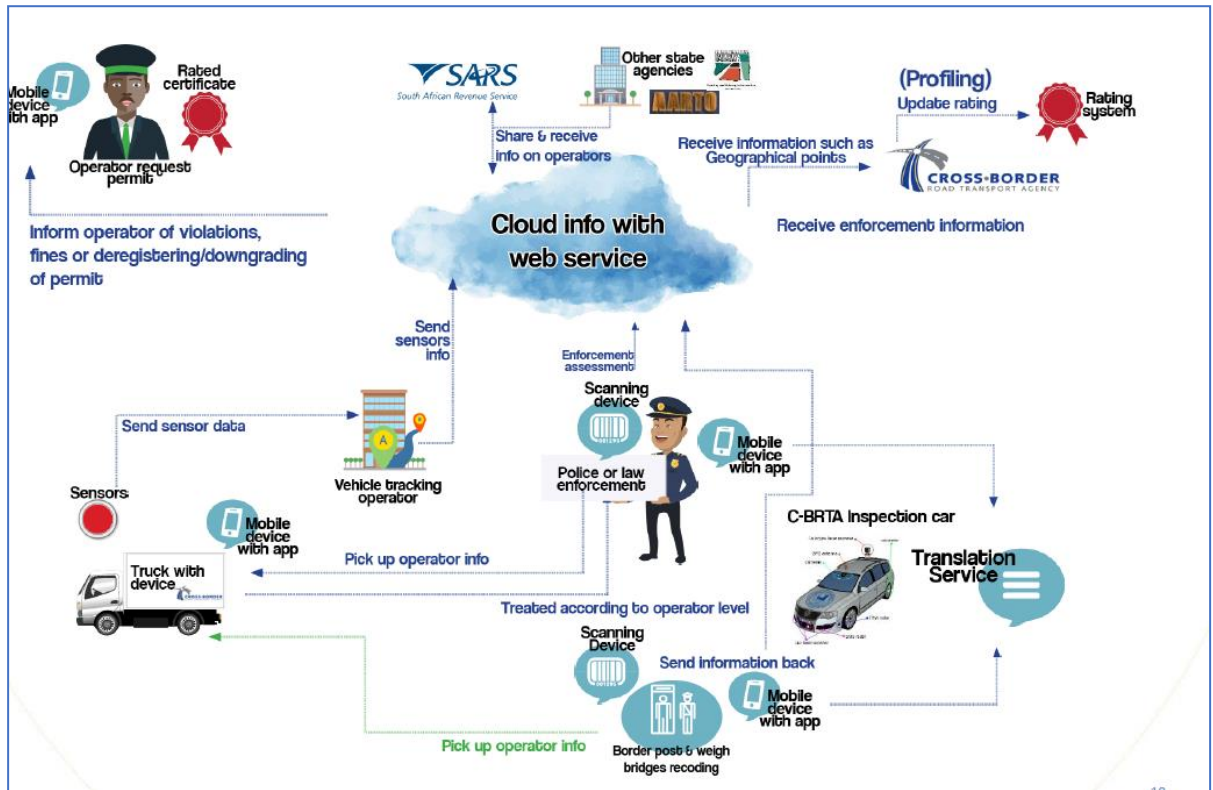 Mobile
device
with app
Rated
certificate
Operator request
permit
SARS
South African Revenue Service
Other state
agencies
AARTO
(Profiling)
Update rating
Rating
system
Share & receive
info on operators
Receive information such as
Geographical points
CROSS-BORDER
ROAD TRANSPORT AGENCY
Cloud info with
web service
Receive enforcement information
Inform operator of violations,
fines or deregistering/downgrading
of permit
Send
sensors
info
Enforcement
assessment
Scanning
device
Send sensor data
A
Vehicle tracking
operator
Police or law
enforcement
Mobile
device
with app
Sensors
Mobile
device
with app
C-BRTA Inspection car
Translation
Service
Pick up operator info
Truck with
device
CROSS-BORDER
Treated according to operator level
Scanning
Device
Send information back
Mobile
device
with app
Pick up operator info
Border post & weigh
bridges recoding